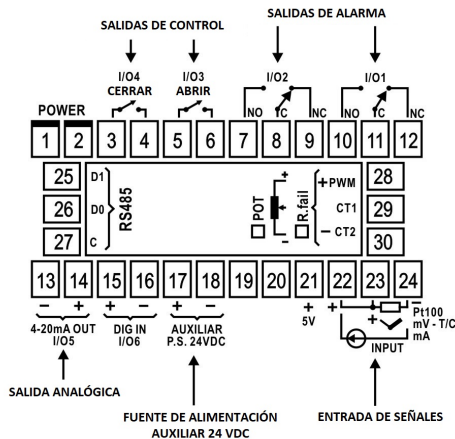 SALIDAS DE CONTROL
SALIDAS DE ALARMA
I/O4 I/O3 I/O2 I/O1
CERRAR ABRIR
POWER NO C NC NO C NC
1 2 3 4 5 6 7 8 9 10 11 12
25 D1
26 D0
27 C
RS485
POT + −
R.fail
+ PWM 28
CT1 29
− CT2 30
13 14 15 16 17 18 19 20 21 22 23 24
− + + − + − + + + −
4-20mA OUT DIG IN AUXILIAR 5V Pt100
I/O5 I/O6 P.S. 24VDC mV - T/C
mA
INPUT
SALIDA ANALÓGICA
FUENTE DE ALIMENTACIÓN
AUXILIAR 24 VDC
ENTRADA DE SEÑALES